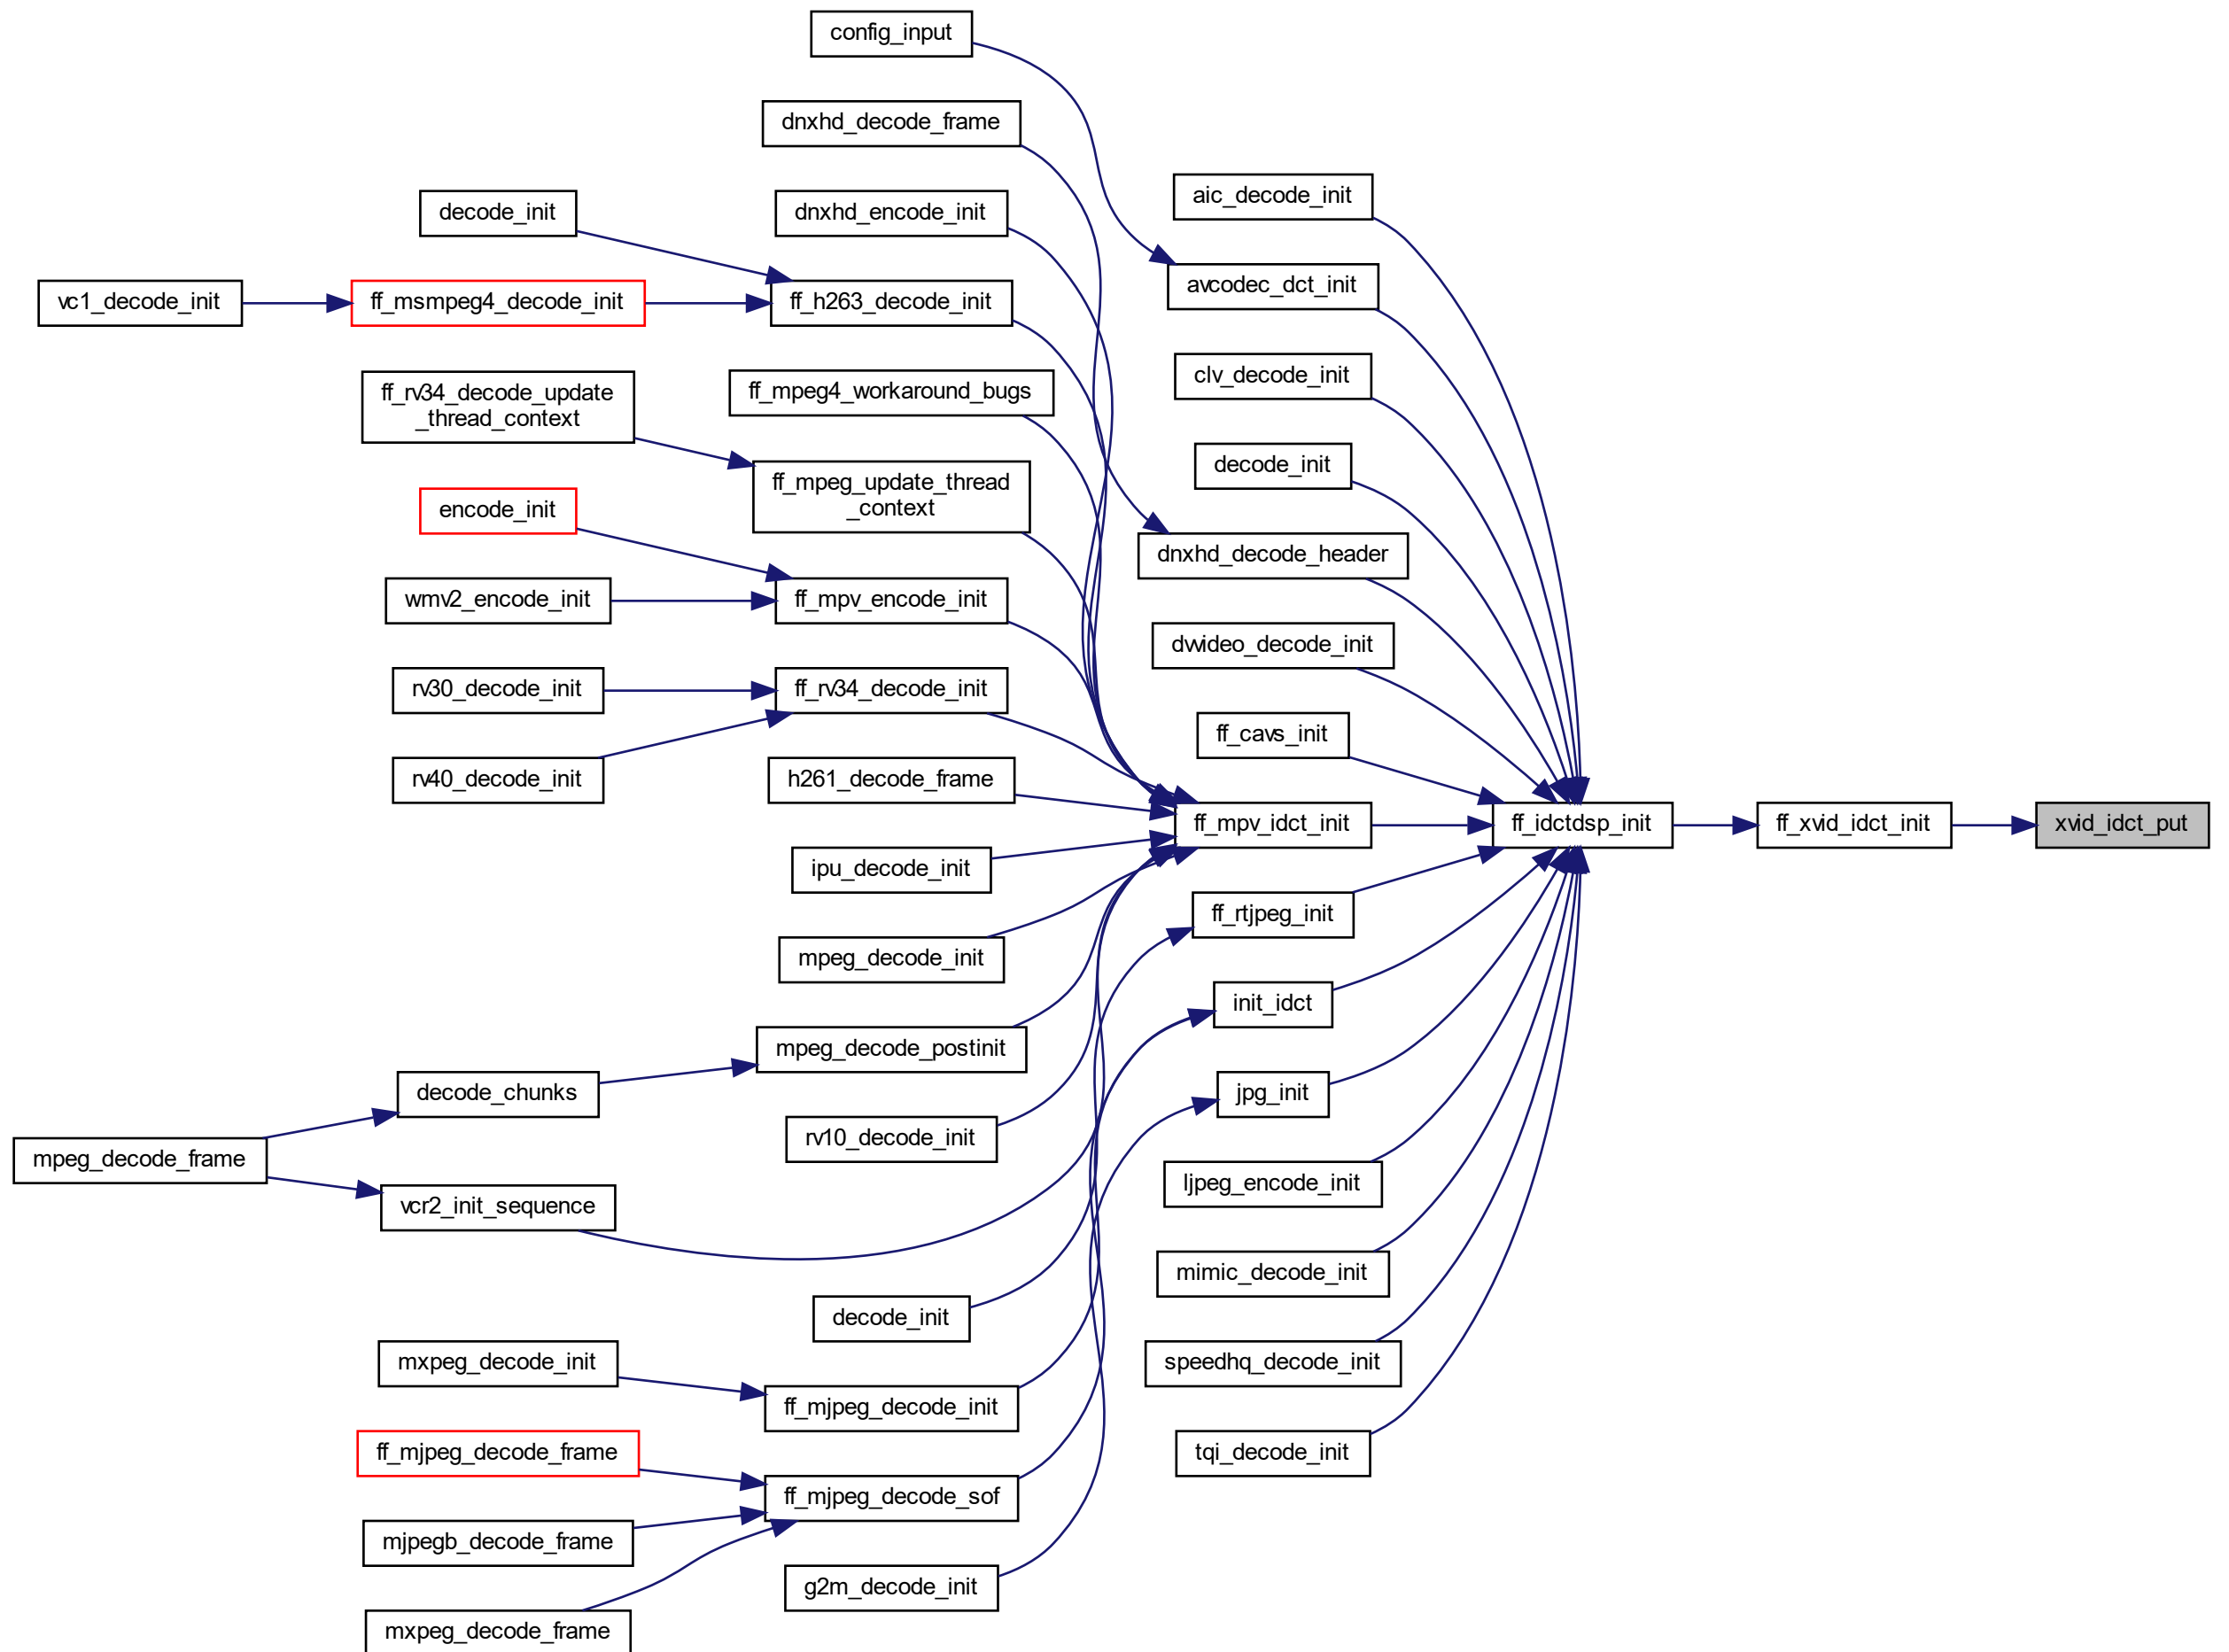 config_input
dnxhd_decode_frame
aic_decode_init
decode_init
dnxhd_encode_init
avcodec_dct_init
vc1_decode_init
ff_msmpeg4_decode_init
ff_h263_decode_init
clv_decode_init
ff_rv34_decode_update
_thread_context
ff_mpeg4_workaround_bugs
decode_init
ff_mpeg_update_thread
_context
encode_init
dnxhd_decode_header
wmv2_encode_init
ff_mpv_encode_init
dwideo_decode_init
rv30_decode_init
ff_rv34_decode_init
ff_cavs_init
rv40_decode_init
h261_decode_frame
ff_mpv_idct_init
ff_idctdsp_init
ff_xvid_idct_init
xvid_idct_put
ipu_decode_init
ff_rtjpeg_init
mpeg_decode_init
init_idct
mpeg_decode_postinit
decode_chunks
jpg_init
rv10_decode_init
mpeg_decode_frame
ljpeg_encode_init
vcr2_init_sequence
mimic_decode_init
decode_init
mxpeg_decode_init
speedhq_decode_init
ff_mjpeg_decode_init
ff_mjpeg_decode_frame
tqi_decode_init
ff_mjpeg_decode_sof
mjpegb_decode_frame
g2m_decode_init
mxpeg_decode_frame